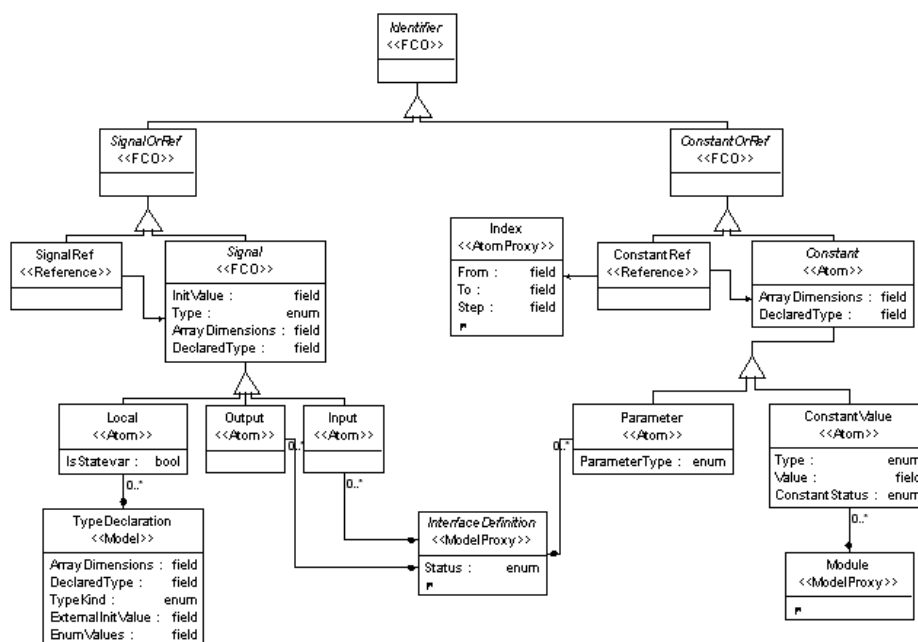 Identifier
<<FCO>>
SignalOrRef
<<FCO>>
ConstantOrRef
<<FCO>>
SignalRef
<<Reference>>
Signal
<<FCO>>
InitValue : field
Type : enum
ArrayDimensions : field
DeclaredType : field
Index
<<AtomProxy>>
From : field
To : field
Step : field
ConstantRef
<<Reference>>
Constant
<<Atom>>
ArrayDimensions : field
DeclaredType : field
Local
<<Atom>>
IsStatevar : bool
0..*
Output
<<Atom>>
0..*
Input
<<Atom>>
0..*
Parameter
<<Atom>>
ParameterType : enum
0..*
ConstantValue
<<Atom>>
Type : enum
Value : field
ConstantStatus : enum
0..*
TypeDeclaration
<<Model>>
ArrayDimensions : field
DeclaredType : field
TypeKind : enum
ExternalInitValue : field
EnumValues : field
InterfaceDefinition
<<ModelProxy>>
Status : enum
Module
<<ModelProxy>>